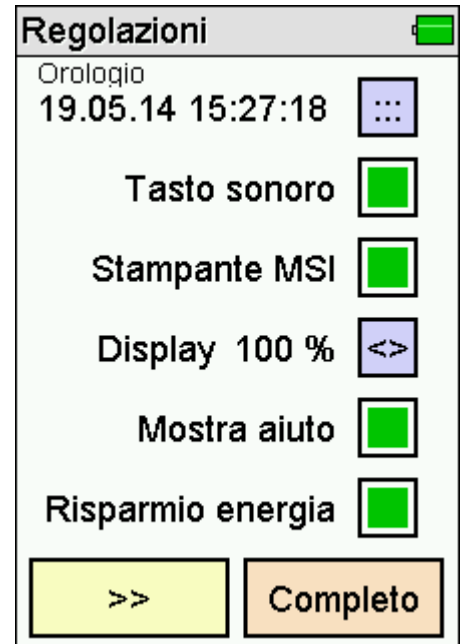 Regolazioni
Orologio
19.05.14 15:27:18 :::
Tasto sonoro
Stampante MSI
Display 100 % <>
Mostra aiuto
Risparmio energia
>> Completo